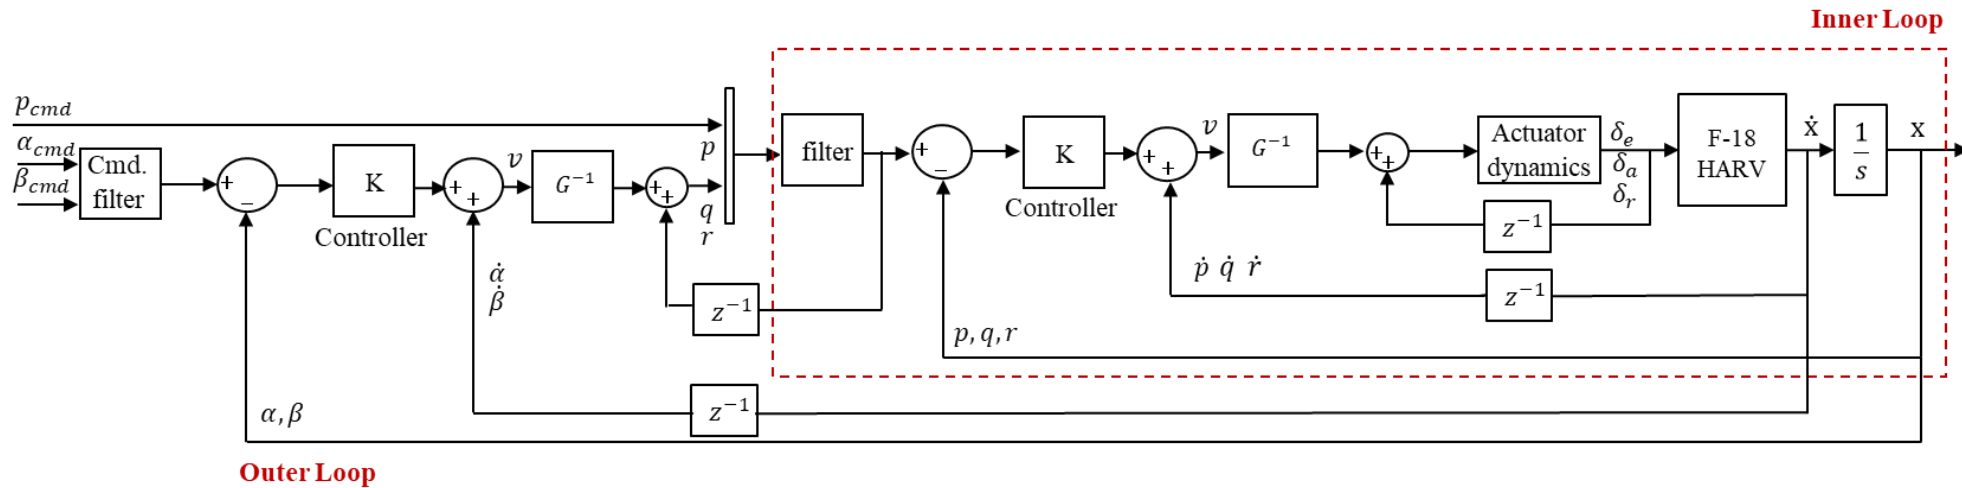 Inner Loop
p_cmd
α_cmd
β_cmd
Cmd.
filter
+
−
K
Controller
+
+
v
G⁻¹
+
+
p
q
r
α̇
β̇
z⁻¹
filter
+
−
K
Controller
+
+
v
G⁻¹
+
+
Actuator
dynamics
δ_e
δ_a
δ_r
F-18
HARV
ẋ
1
s
x
z⁻¹
ṗ q̇ ṙ
z⁻¹
p, q, r
z⁻¹
α, β
Outer Loop